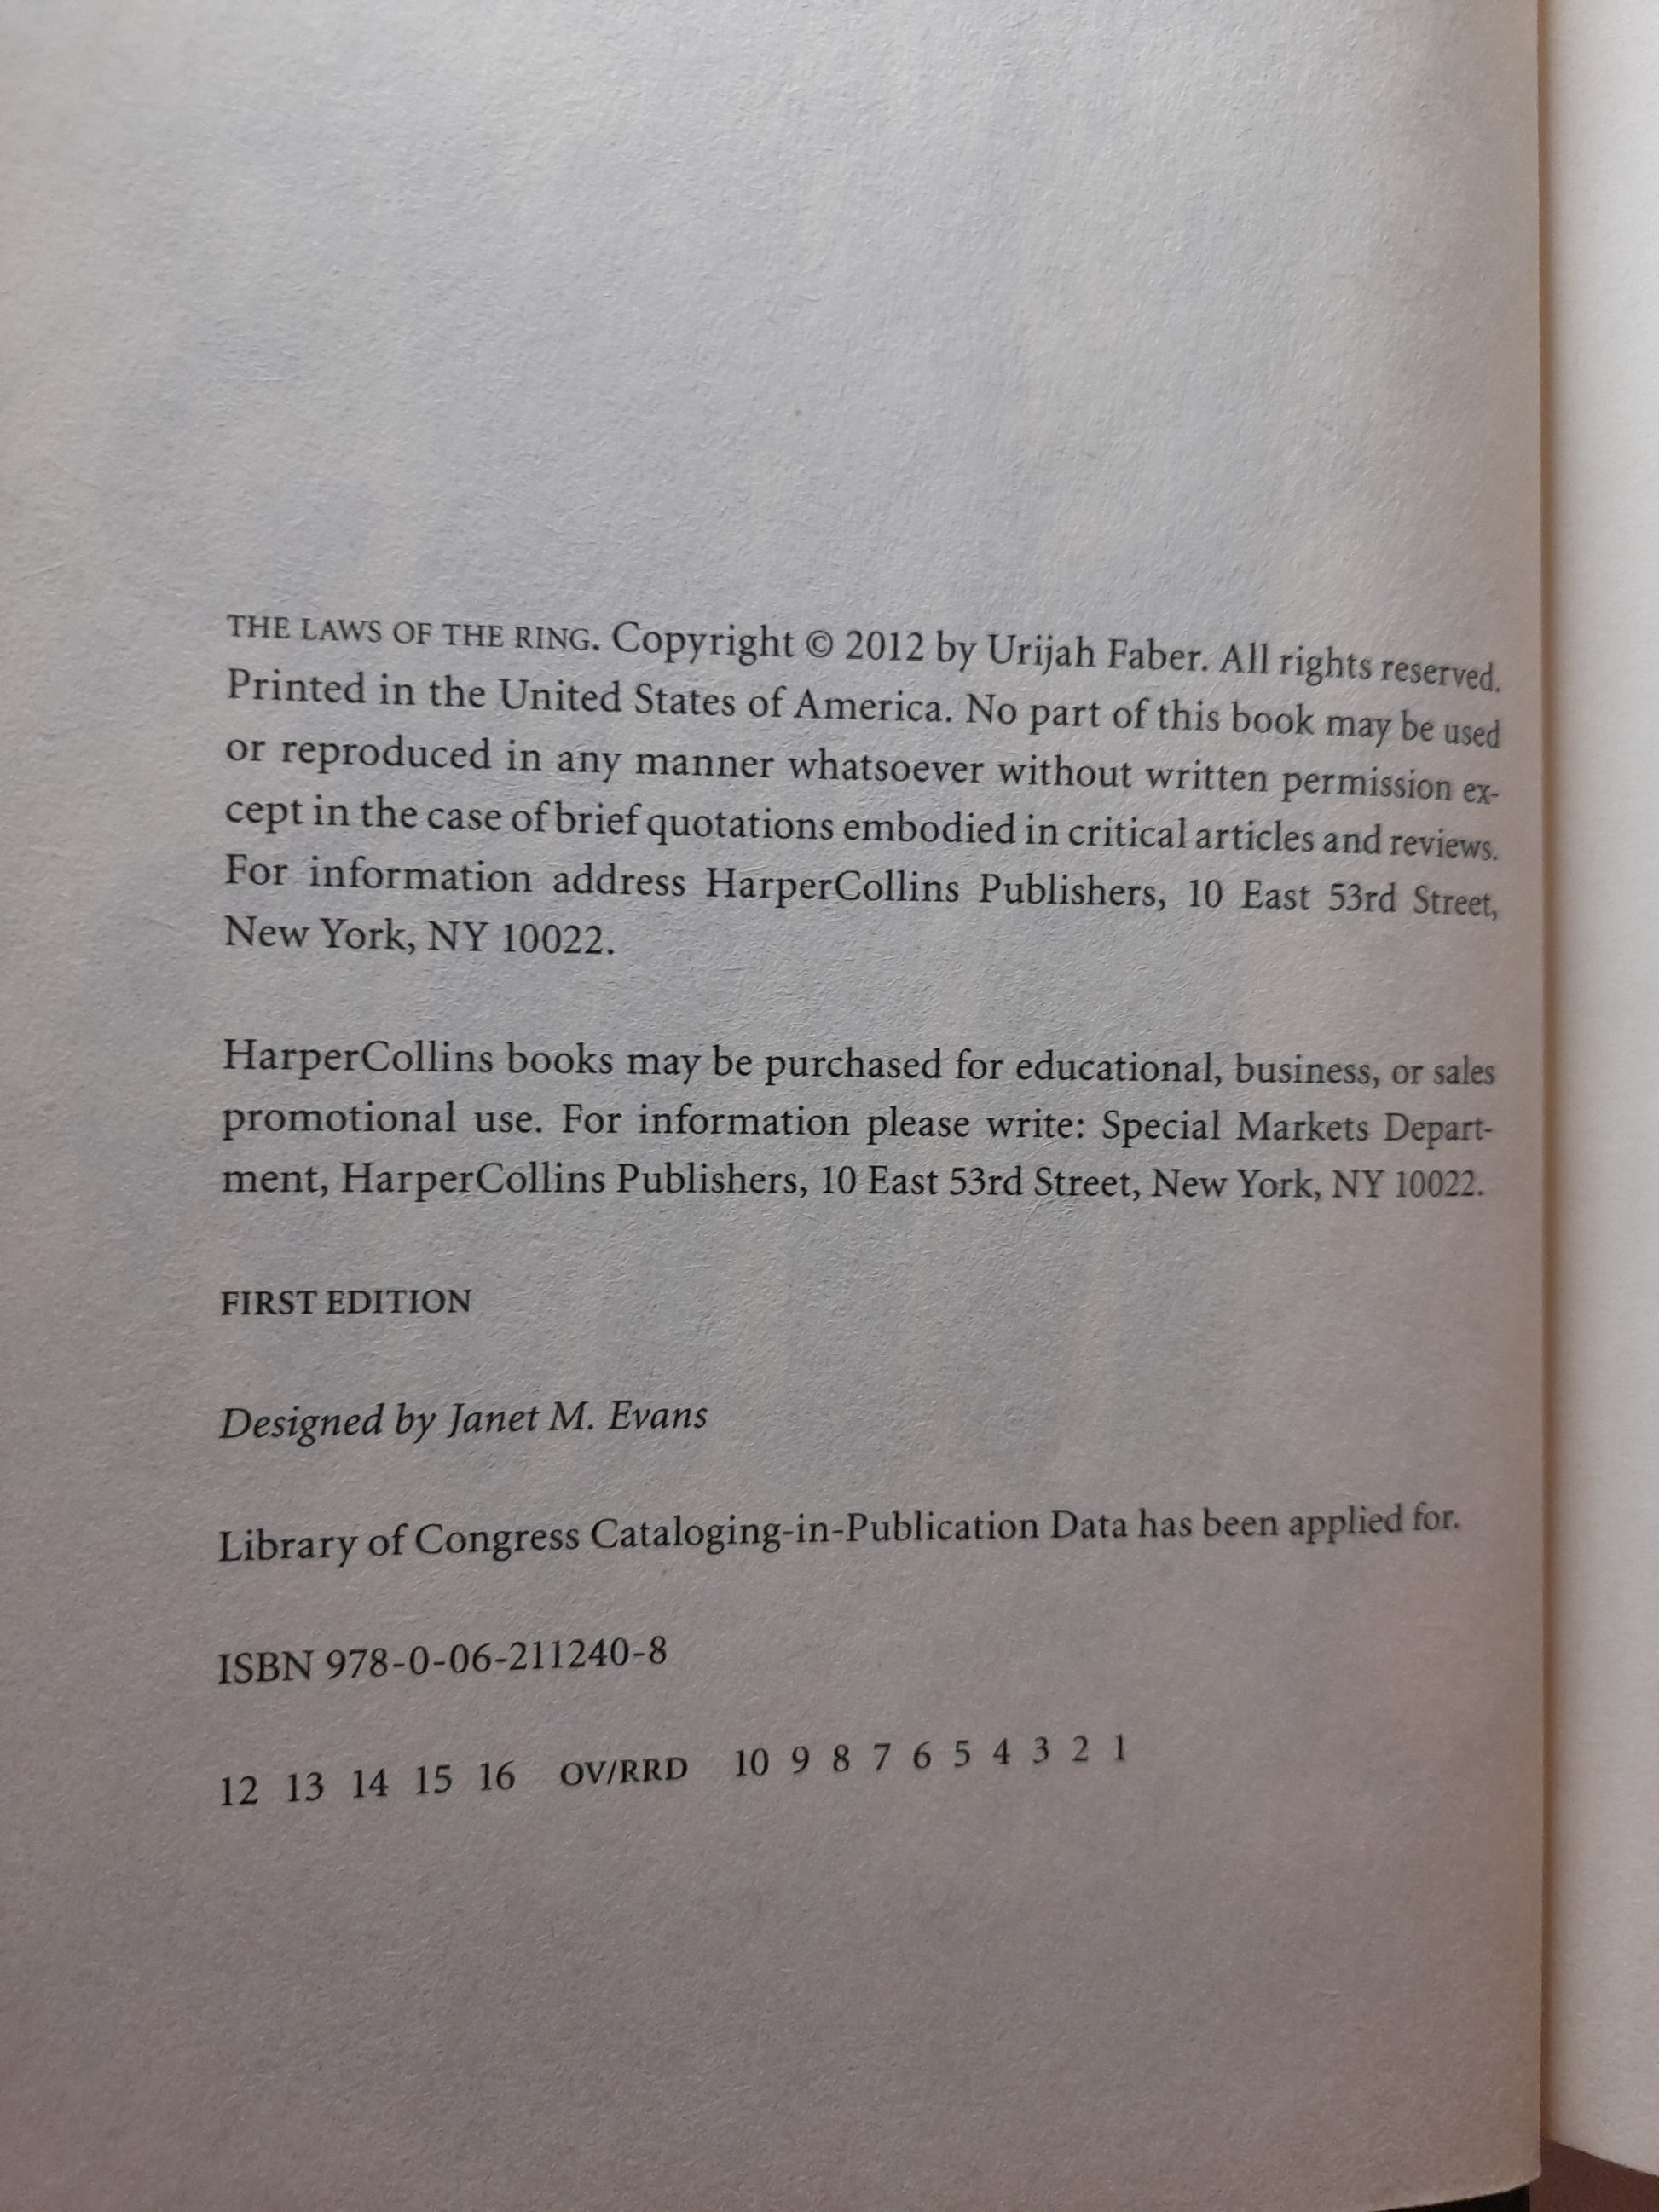 THE LAWS OF THE RING. Copyright © 2012 by Urijah Faber. All rights reserved.
Printed in the United States of America. No part of this book may be used
or reproduced in any manner whatsoever without written permission ex-
cept in the case of brief quotations embodied in critical articles and reviews.
For information address HarperCollins Publishers, 10 East 53rd Street,
New York, NY 10022.
HarperCollins books may be purchased for educational, business, or sales
promotional use. For information please write: Special Markets Depart-
ment, HarperCollins Publishers, 10 East 53rd Street, New York, NY 10022.
FIRST EDITION
Designed by Janet M. Evans
Library of Congress Cataloging-in-Publication Data has been applied for.
ISBN 978-0-06-211240-8
12 13 14 15 16 OV/RRD 10 9 8 7 6 5 4 3 2 1